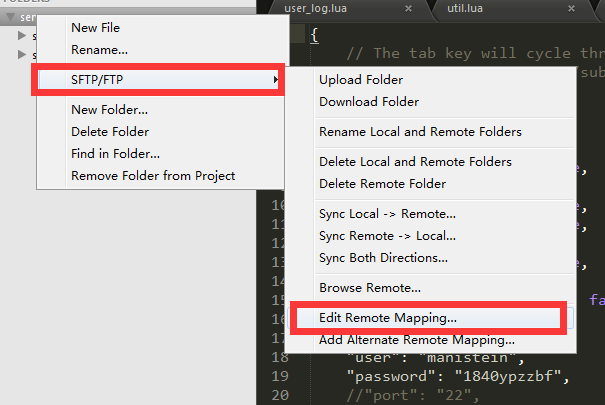 FOLDERS
user_log.lua
util.lua
ser
s
s
New File
Rename...
SFTP/FTP
New Folder...
Delete Folder
Find in Folder...
Remove Folder from Project
Upload Folder
Download Folder
Rename Local and Remote Folders
Delete Local and Remote Folders
Delete Remote Folder
Sync Local -> Remote...
Sync Remote -> Local...
Sync Both Directions...
Browse Remote...
Edit Remote Mapping...
Add Alternate Remote Mapping...
{
// The tab key will cycle thr
sub
e,
10 e,
11 e,
12
13 e,
14
15 fa
16
17
18 "user": "manistein",
19 "password": "1840ypzzbf",
20 //"port": "22",